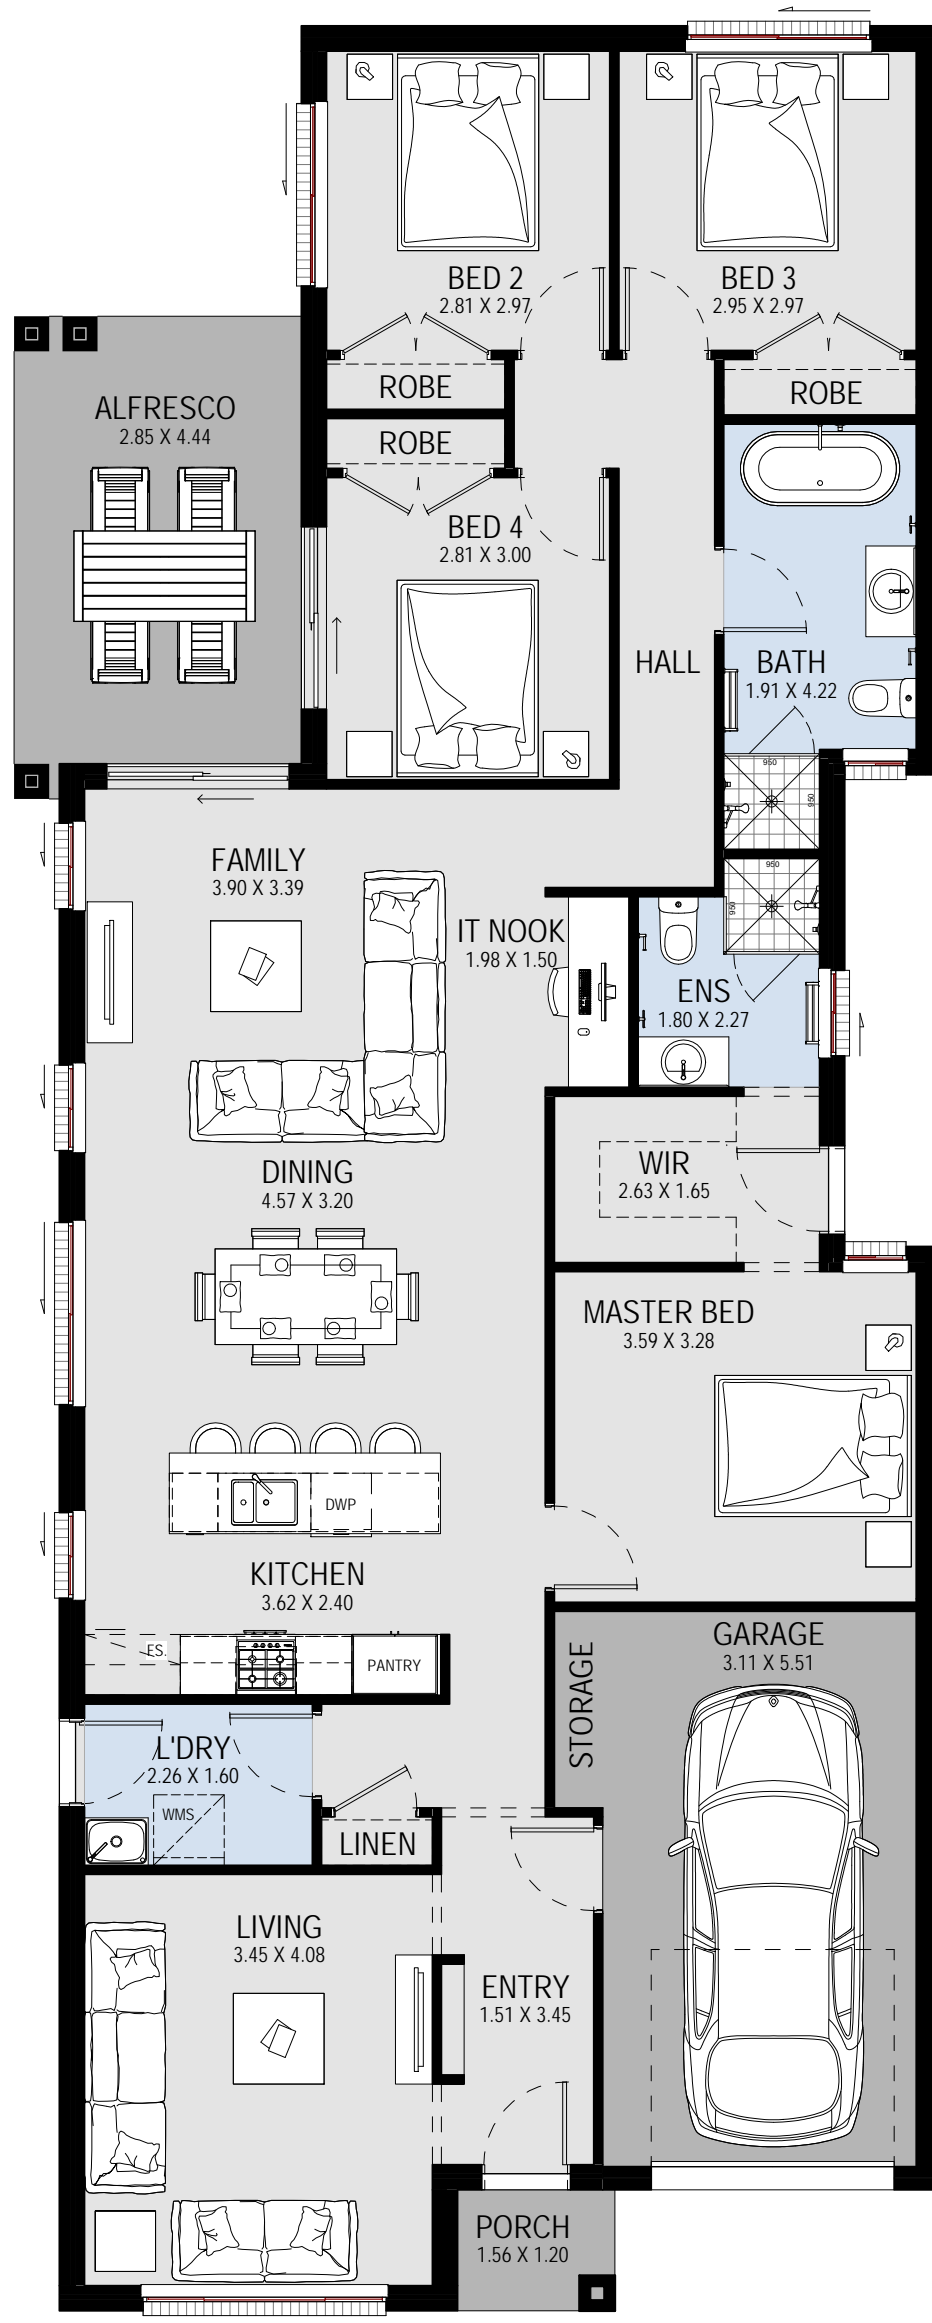 BED 2
2.81 X 2.97
BED 3
2.95 X 2.97
ROBE
ROBE
ALFRESCO
2.85 X 4.44
ROBE
BED 4
2.81 X 3.00
HALL
BATH
1.91 X 4.22
950
950
FAMILY
3.90 X 3.39
950
950
IT NOOK
1.98 X 1.50
ENS
1.80 X 2.27
DINING
4.57 X 3.20
WIR
2.63 X 1.65
MASTER BED
3.59 X 3.28
DWP
KITCHEN
3.62 X 2.40
F.S.
PANTRY
STORAGE
GARAGE
3.11 X 5.51
L'DRY
2.26 X 1.60
WMS
LINEN
LIVING
3.45 X 4.08
ENTRY
1.51 X 3.45
PORCH
1.56 X 1.20